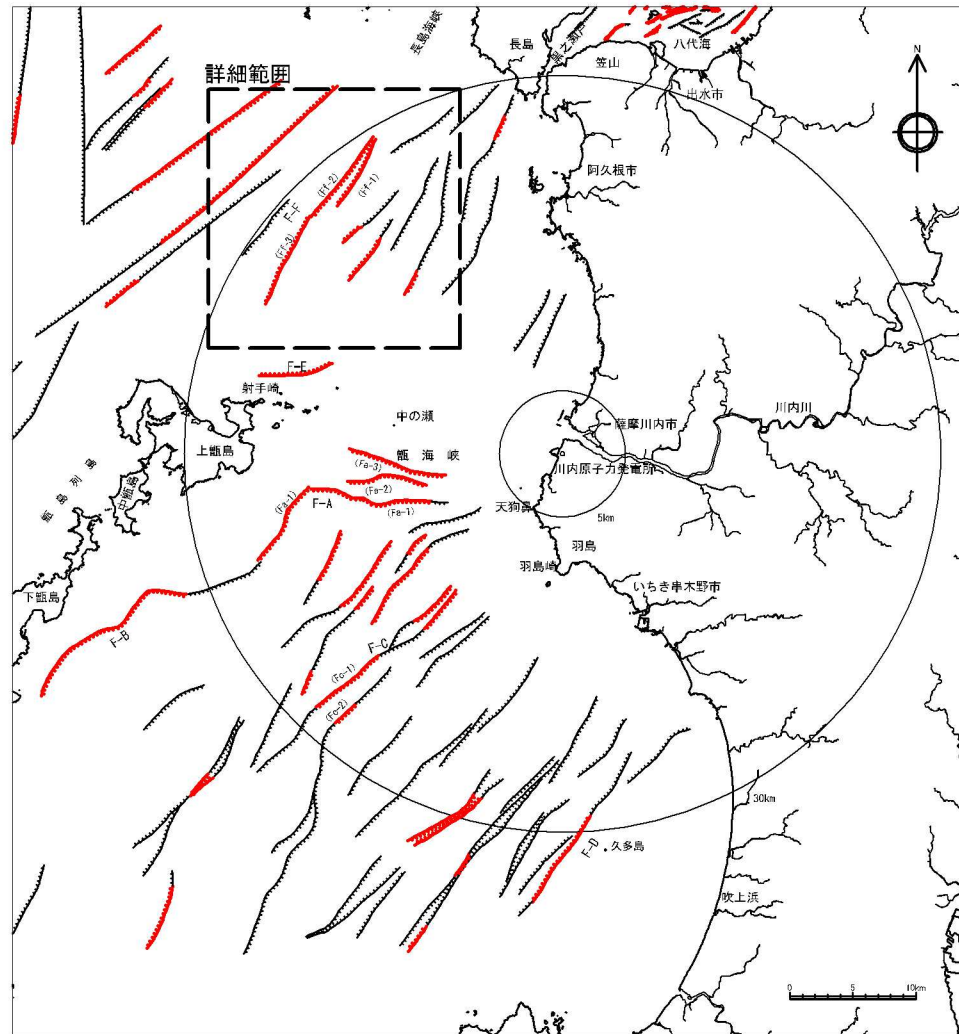 長島海峡
長島
黒之瀬戸
八代海
笠山
出水市
N
詳細範囲
阿久根市
F-F
(Ff-2)
(Ff-1)
(Ff-3)
F-E
射手崎
中の瀬
甑海峡
上甑島
中甑島
甑島列島
下甑島
(Fa-3)
(Fa-2)
(Fa-1)
F-A
(Fa-1)
F-B
川内川
薩摩川内市
川内原子力発電所
5km
天狗鼻
羽島
羽島崎
いちき串木野市
F-C
(Fc-1)
(Fc-2)
30km
F-D
久多島
吹上浜
0 5 10km